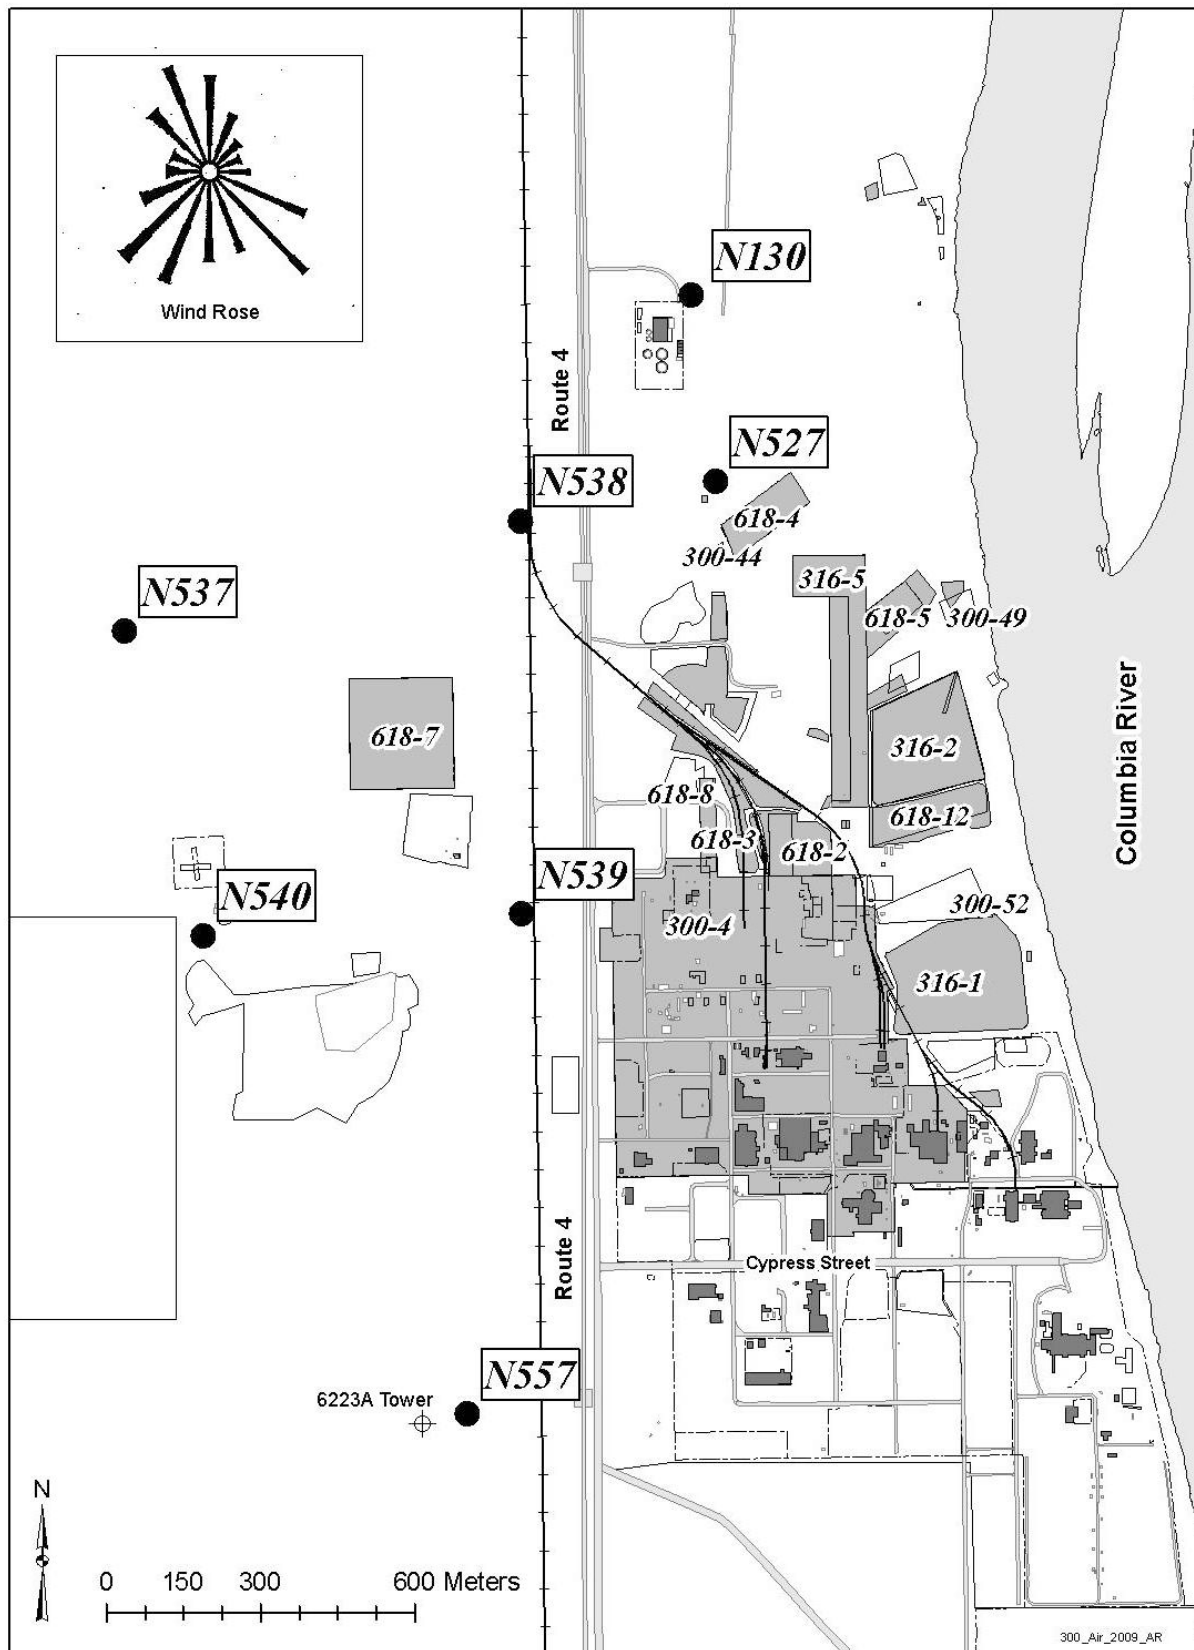 Wind Rose
N130
Route 4
N527
N538
618-4
300-44
316-5
N537
618-5
300-49
Columbia River
618-7
316-2
618-8
618-12
618-3
618-2
N539
N540
300-4
300-52
316-1
Route 4
Cypress Street
N557
6223A Tower
N
0 150 300 600 Meters
300_Air_2009_AR